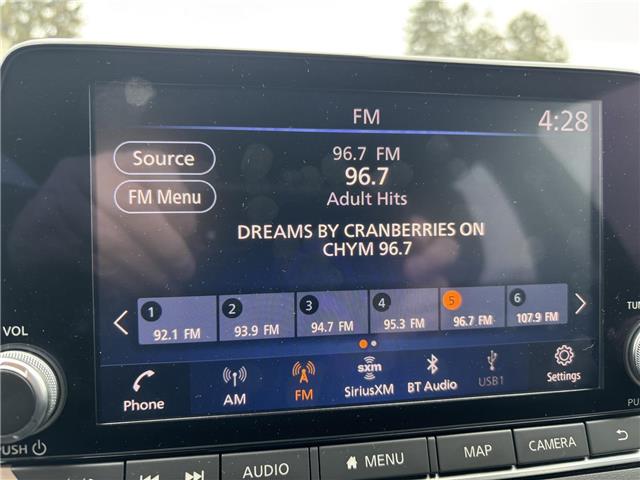 FM
4:28
Source
96.7 FM
96.7
FM Menu
Adult Hits
DREAMS BY CRANBERRIES ON
CHYM 96.7
1 2 3 4 5 6
92.1 FM 93.9 FM 94.7 FM 95.3 FM 96.7 FM 107.9 FM
VOL
Phone AM FM sxm SiriusXM BT Audio USB1 Settings
PUSH
AUDIO MENU MAP CAMERA